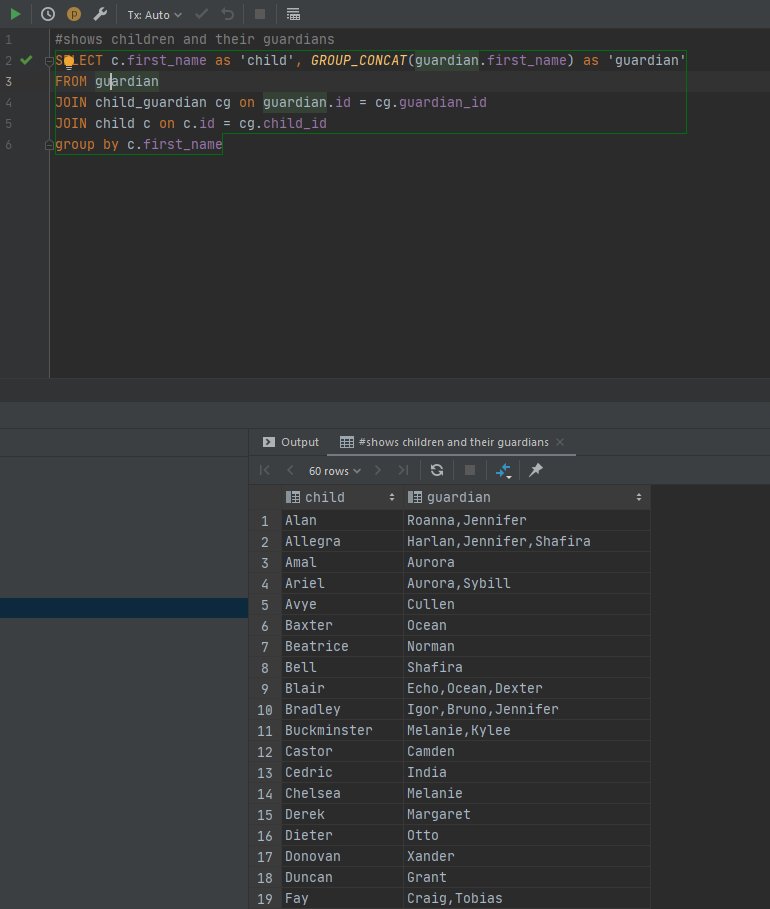 Tx: Auto
1 #shows children and their guardians
2 SELECT c.first_name as 'child', GROUP_CONCAT(guardian.first_name) as 'guardian'
3 FROM guardian
4 JOIN child_guardian cg on guardian.id = cg.guardian_id
5 JOIN child c on c.id = cg.child_id
6 group by c.first_name
Output #shows children and their guardians
60 rows
child guardian
1 Alan Roanna,Jennifer
2 Allegra Harlan,Jennifer,Shafira
3 Amal Aurora
4 Ariel Aurora,Sybill
5 Avye Cullen
6 Baxter Ocean
7 Beatrice Norman
8 Bell Shafira
9 Blair Echo,Ocean,Dexter
10 Bradley Igor,Bruno,Jennifer
11 Buckminster Melanie,Kylee
12 Castor Camden
13 Cedric India
14 Chelsea Melanie
15 Derek Margaret
16 Dieter Otto
17 Donovan Xander
18 Duncan Grant
19 Fay Craig,Tobias